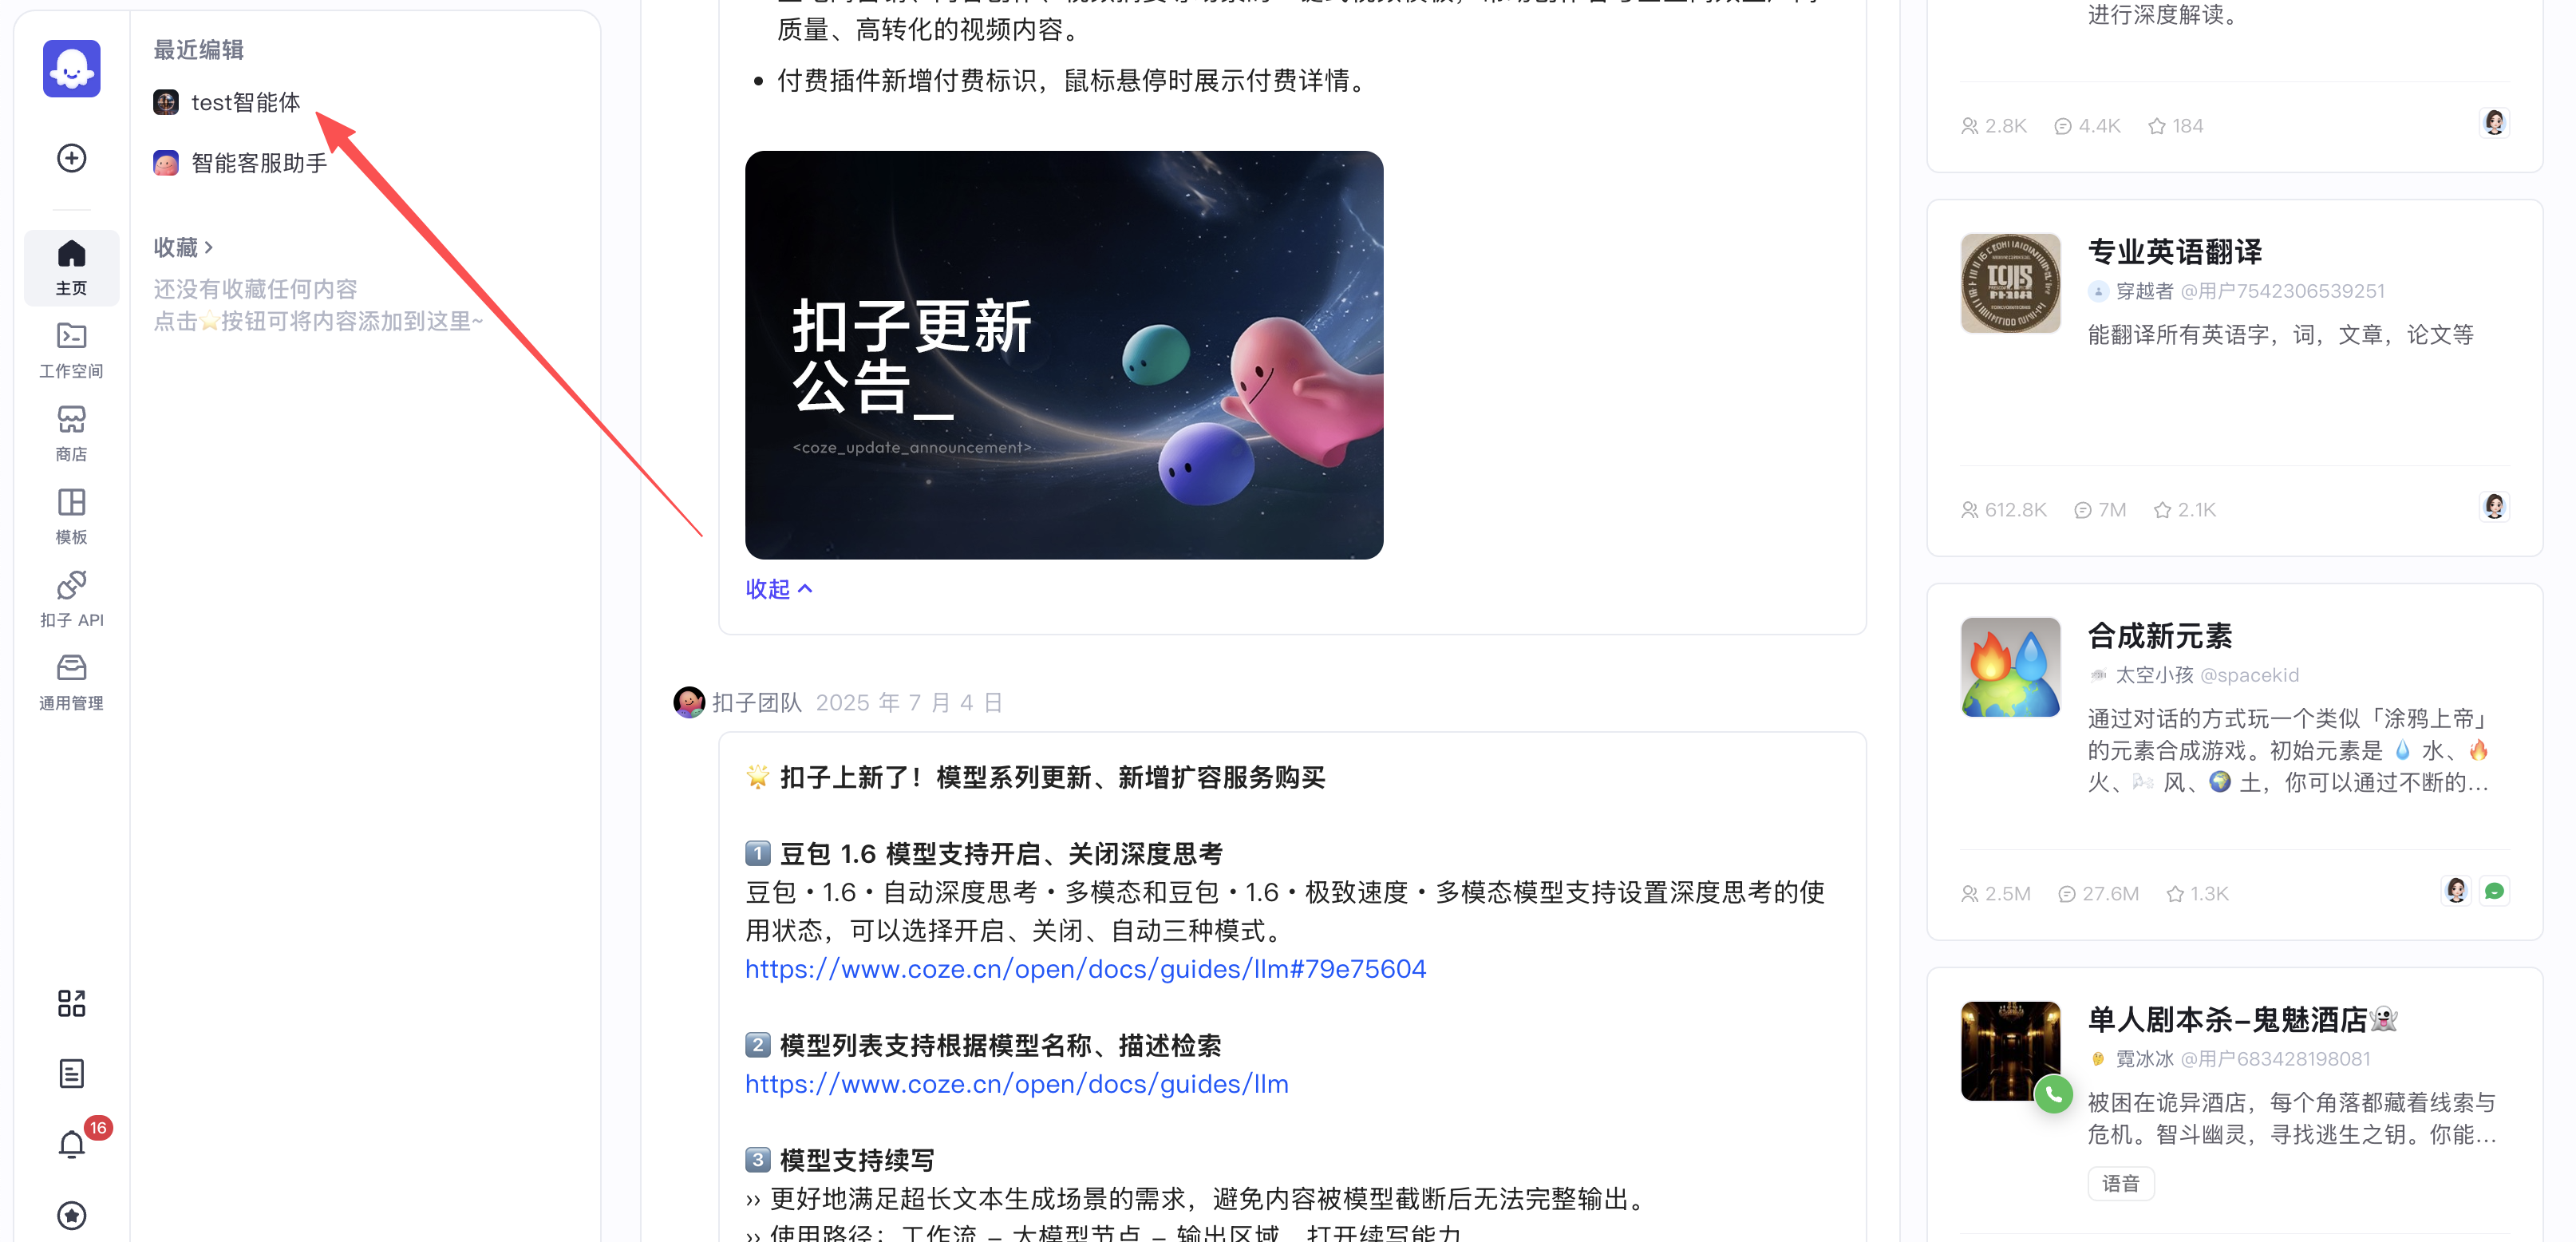 最近编辑
test智能体
智能客服助手
收藏 >
还没有收藏任何内容
点击⭐按钮可将内容添加到这里~
主页
工作空间
商店
模板
扣子 API
通用管理
16
质量、高转化的视频内容。
• 付费插件新增付费标识，鼠标悬停时展示付费详情。
扣子更新
公告_
<coze_update_announcement>
收起
扣子团队 2025 年 7 月 4 日
🌟 扣子上新了！模型系列更新、新增扩容服务购买
1️⃣ 豆包 1.6 模型支持开启、关闭深度思考
豆包・1.6・自动深度思考・多模态和豆包・1.6・极致速度・多模态模型支持设置深度思考的使
用状态，可以选择开启、关闭、自动三种模式。
https://www.coze.cn/open/docs/guides/llm#79e75604
2️⃣ 模型列表支持根据模型名称、描述检索
https://www.coze.cn/open/docs/guides/llm
3️⃣ 模型支持续写
›› 更好地满足超长文本生成场景的需求，避免内容被模型截断后无法完整输出。
›› 使用路径：工作流 – 大模型节点 – 输出区域，打开续写能力
进行深度解读。
2.8K 4.4K 184
专业英语翻译
穿越者 @用户7542306539251
能翻译所有英语字，词，文章，论文等
612.8K 7M 2.1K
合成新元素
太空小孩 @spacekid
通过对话的方式玩一个类似「涂鸦上帝」
的元素合成游戏。初始元素是 💧 水、🔥
火、🌬️ 风、🌍 土，你可以通过不断的...
2.5M 27.6M 1.3K
单人剧本杀–鬼魅酒店👻
霓冰冰 @用户683428198081
被困在诡异酒店，每个角落都藏着线索与
危机。智斗幽灵，寻找逃生之钥。你能...
语音